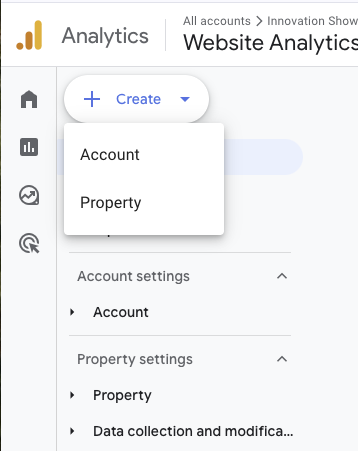 Analytics
All accounts > Innovation Show
Website Analytics
+ Create
Account
Property
Account settings
Account
Property settings
Property
Data collection and modifica...